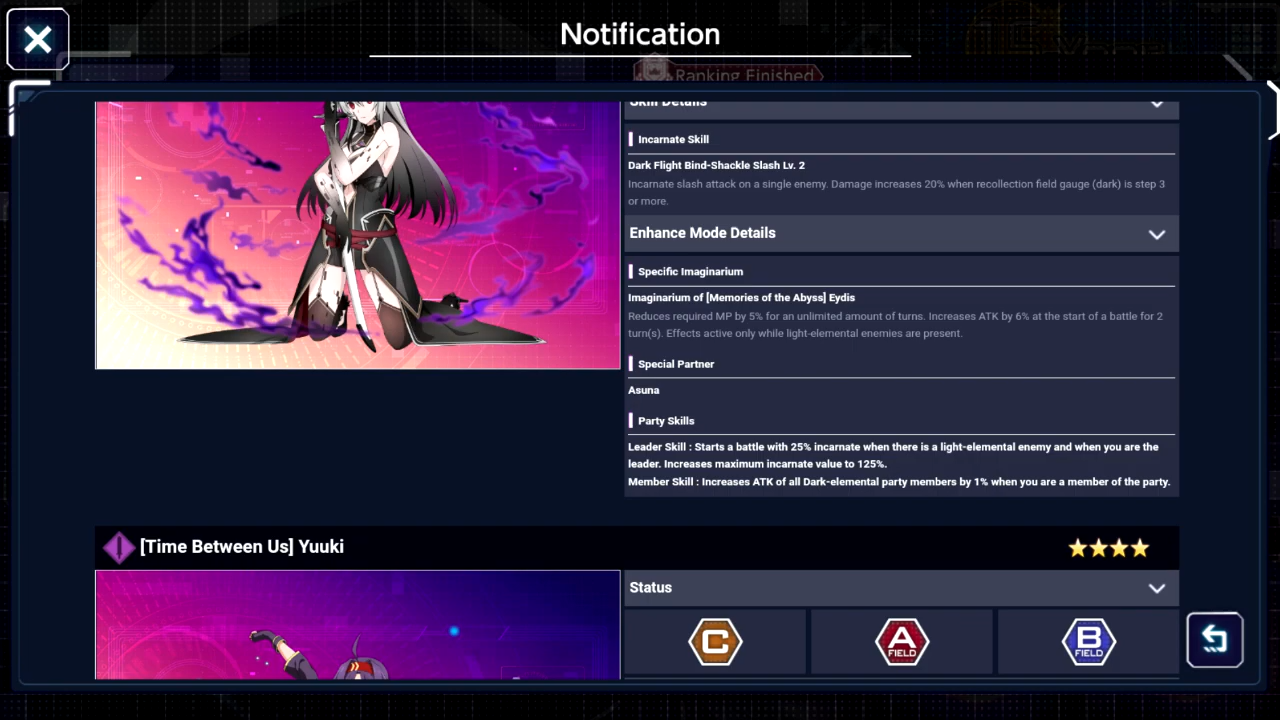 Notification
Ranking Finished
Skill Details
Incarnate Skill
Dark Flight Bind-Shackle Slash Lv. 2
Incarnate slash attack on a single enemy. Damage increases 20% when recollection field gauge (dark) is step 3
or more.
Enhance Mode Details
Specific Imaginarium
Imaginarium of [Memories of the Abyss] Eydis
Reduces required MP by 5% for an unlimited amount of turns. Increases ATK by 6% at the start of a battle for 2
turn(s). Effects active only while light-elemental enemies are present.
Special Partner
Asuna
Party Skills
Leader Skill : Starts a battle with 25% incarnate when there is a light-elemental enemy and when you are the
leader. Increases maximum incarnate value to 125%.
Member Skill : Increases ATK of all Dark-elemental party members by 1% when you are a member of the party.
[Time Between Us] Yuuki
Status
C
A FIELD
B FIELD